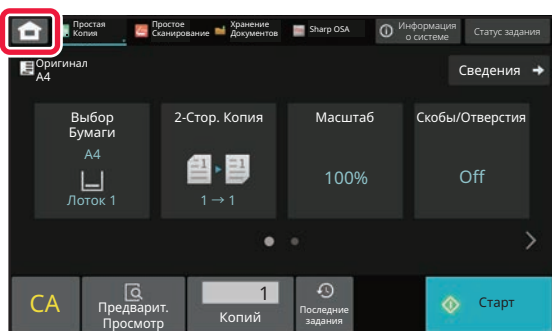 Простая
Копия
Простое
Сканирование
Хранение
Документов
Sharp OSA
Информация
о системе
Статус задания
Оригинал
A4
Сведения
Выбор
Бумаги
A4
Лоток 1
2-Стор. Копия
1
1
1 → 1
Масштаб
100%
Скобы/Отверстия
Off
CA
Предварит.
Просмотр
1
Копий
Последние
задания
Старт